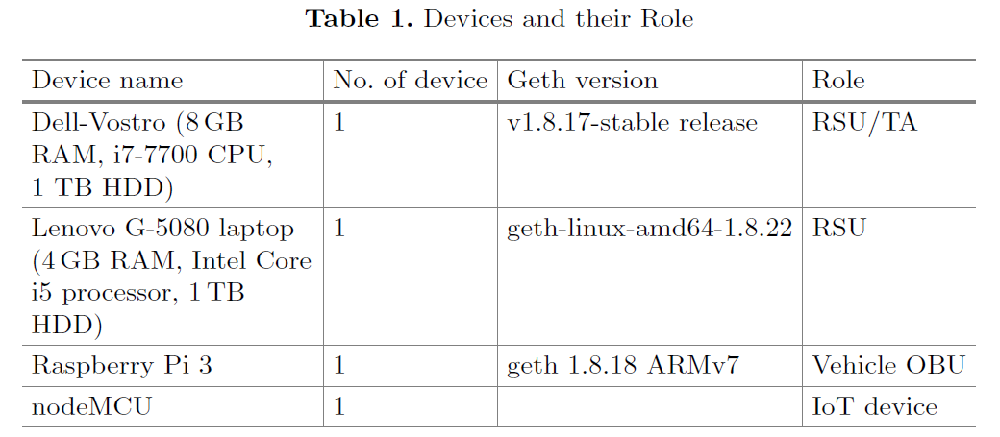 Table 1. Devices and their Role
Device name No. of device Geth version Role
Dell-Vostro (8 GB 1 v1.8.17-stable release RSU/TA
RAM, i7-7700 CPU,
1 TB HDD)
Lenovo G-5080 laptop 1 geth-linux-amd64-1.8.22 RSU
(4 GB RAM, Intel Core
i5 processor, 1 TB
HDD)
Raspberry Pi 3 1 geth 1.8.18 ARMv7 Vehicle OBU
nodeMCU 1 IoT device